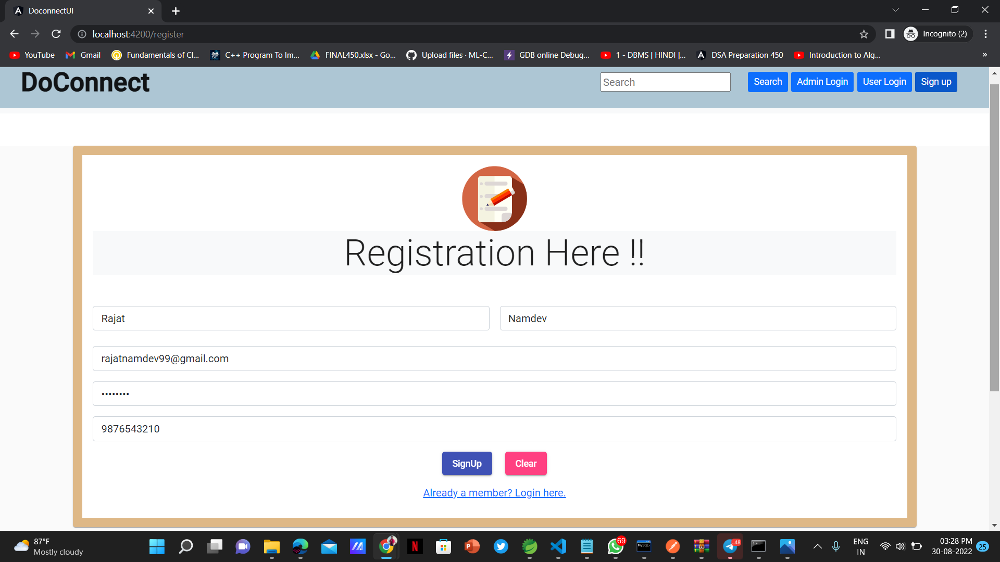 DoconnectUI
localhost:4200/register
Incognito (2)
YouTube
Gmail
Fundamentals of Cl...
C++ Program To Im...
FINAL450.xlsx - Go...
Upload files · ML-C...
GDB online Debug...
1 - DBMS | HINDI |...
DSA Preparation 450
Introduction to Alg...
»
DoConnect
Search
Search
Admin Login
User Login
Sign up
Registration Here !!
Rajat
Namdev
rajatnamdev99@gmail.com
••••••••
9876543210
SignUp
Clear
Already a member? Login here.
87°F
Mostly cloudy
69
.48
ENG
IN
03:28 PM
30-08-2022
25